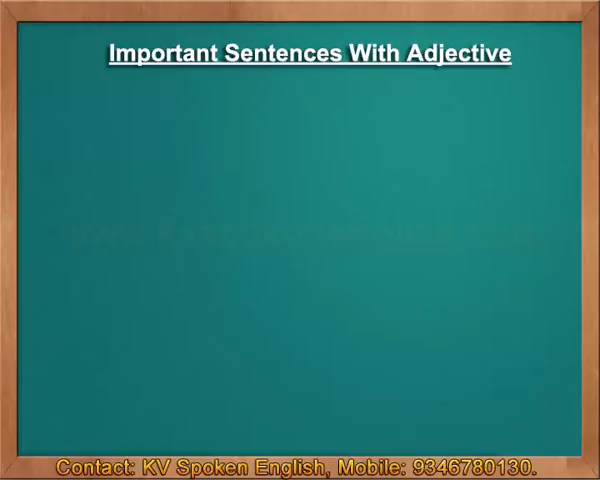 Important Sentences With Adjective
Contact: KV Spoken English, Mobile: 9346780130.